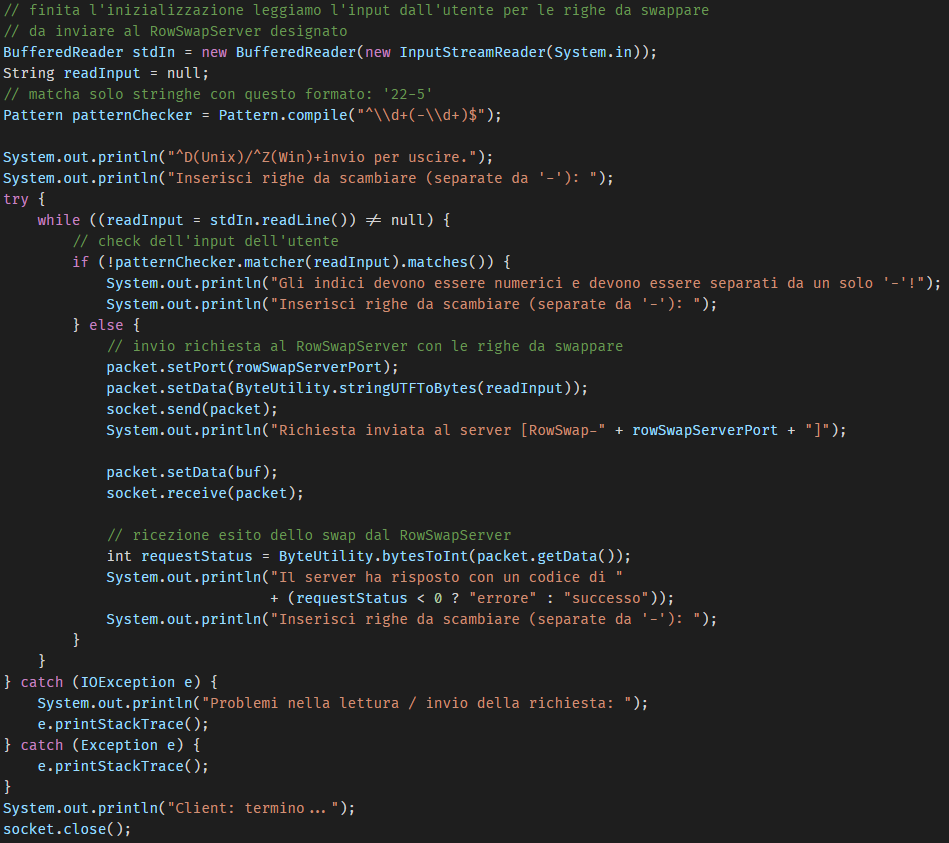 // finita l'inizializzazione leggiamo l'input dall'utente per le righe da swappare
// da inviare al RowSwapServer designato
BufferedReader stdIn = new BufferedReader(new InputStreamReader(System.in));
String readInput = null;
// matcha solo stringhe con questo formato: '22-5'
Pattern patternChecker = Pattern.compile("^\\d+(-\\d+)$");

System.out.println("^D(Unix)/^Z(Win)+invio per uscire.");
System.out.println("Inserisci righe da scambiare (separate da '-'): ");
try {
    while ((readInput = stdIn.readLine()) != null) {
        // check dell'input dell'utente
        if (!patternChecker.matcher(readInput).matches()) {
            System.out.println("Gli indici devono essere numerici e devono essere separati da un solo '-'!");
            System.out.println("Inserisci righe da scambiare (separate da '-'): ");
        } else {
            // invio richiesta al RowSwapServer con le righe da swappare
            packet.setPort(rowSwapServerPort);
            packet.setData(ByteUtility.stringUTFToBytes(readInput));
            socket.send(packet);
            System.out.println("Richiesta inviata al server [RowSwap-" + rowSwapServerPort + "]");

            packet.setData(buf);
            socket.receive(packet);

            // ricezione esito dello swap dal RowSwapServer
            int requestStatus = ByteUtility.bytesToInt(packet.getData());
            System.out.println("Il server ha risposto con un codice di "
                               + (requestStatus < 0 ? "errore" : "successo"));
            System.out.println("Inserisci righe da scambiare (separate da '-'): ");
        }
    }
} catch (IOException e) {
    System.out.println("Problemi nella lettura / invio della richiesta: ");
    e.printStackTrace();
} catch (Exception e) {
    e.printStackTrace();
}
System.out.println("Client: termino...");
socket.close();